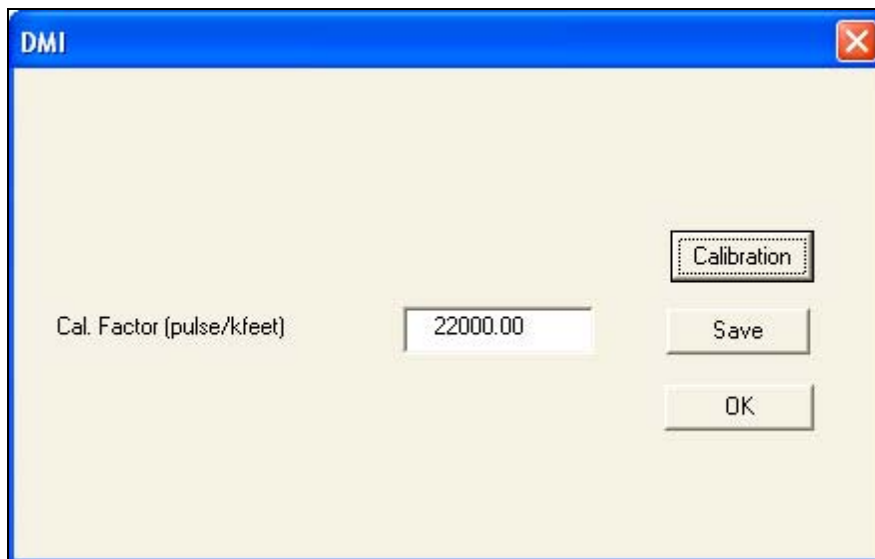 DMI
Calibration
Cal. Factor (pulse/kfeet) 22000.00 Save
OK